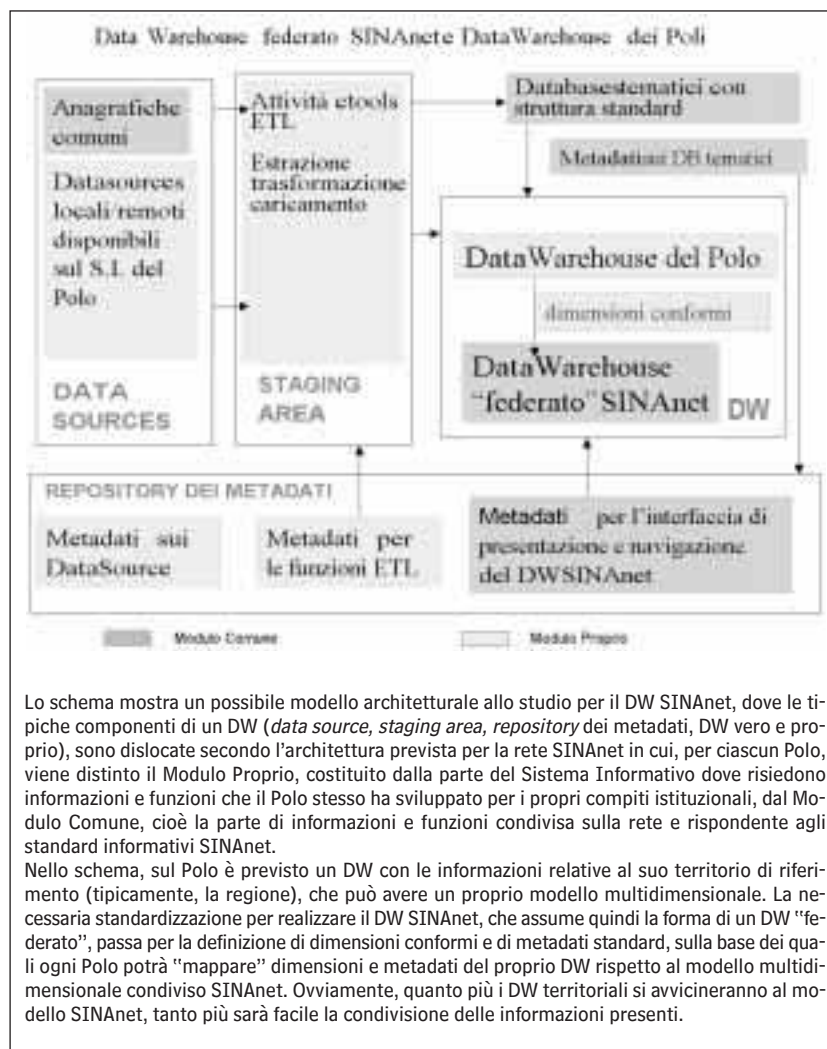 Data Warehouse federato SINAnet e DataWarehouse dei Poli
Anagrafiche
comuni
Datasources
locali/remoti
disponibili
sul S.I. del
Polo
DATA
SOURCES
Attività etools
ETL
Estrazione
trasformazione
caricamento
STAGING
AREA
Databasestematici con
struttura standard
Metadati sui DB tematici
DataWarehouse del Polo
dimensioni conformi
DataWarehouse
“federato” SINAnet
DW
REPOSITORY DEI METADATI
Metadati sui
DataSource
Metadati per
le funzioni ETL
Metadati per l'interfaccia di
presentazione e navigazione
del DWSINAnet
Modulo Comune
Modulo Proprio
Lo schema mostra un possibile modello architetturale allo studio per il DW SINAnet, dove le ti-
piche componenti di un DW (data source, staging area, repository dei metadati, DW vero e pro-
prio), sono dislocate secondo l'architettura prevista per la rete SINAnet in cui, per ciascun Polo,
viene distinto il Modulo Proprio, costituito dalla parte del Sistema Informativo dove risiedono
informazioni e funzioni che il Polo stesso ha sviluppato per i propri compiti istituzionali, dal Mo-
dulo Comune, cioè la parte di informazioni e funzioni condivisa sulla rete e rispondente agli
standard informativi SINAnet.
Nello schema, sul Polo è previsto un DW con le informazioni relative al suo territorio di riferi-
mento (tipicamente, la regione), che può avere un proprio modello multidimensionale. La ne-
cessaria standardizzazione per realizzare il DW SINAnet, che assume quindi la forma di un DW "fe-
derato", passa per la definizione di dimensioni conformi e di metadati standard, sulla base dei qua-
li ogni Polo potrà "mappare" dimensioni e metadati del proprio DW rispetto al modello multidi-
mensionale condiviso SINAnet. Ovviamente, quanto più i DW territoriali si avvicineranno al mo-
dello SINAnet, tanto più sarà facile la condivisione delle informazioni presenti.